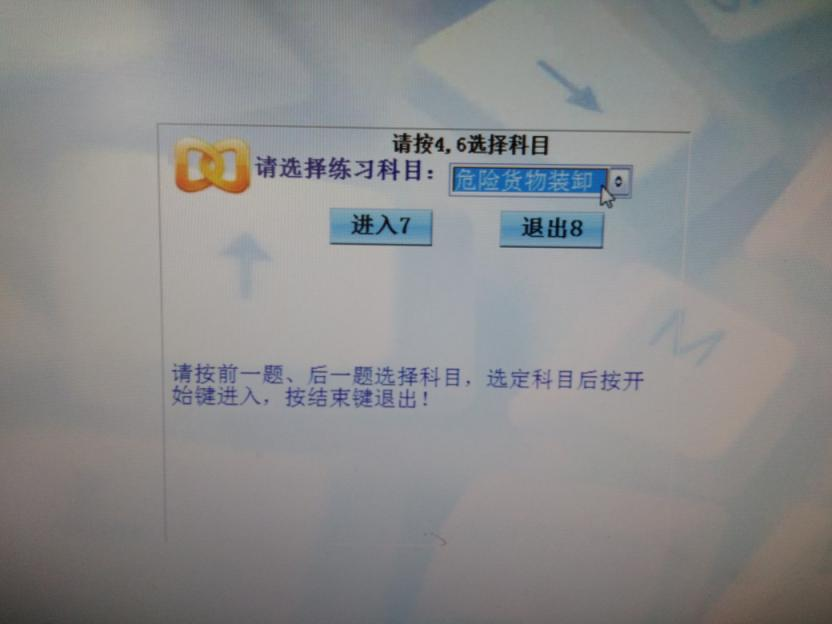 请按4,6选择科目
请选择练习科目：
危险货物装卸
进入7
退出8
请按前一题、后一题选择科目，选定科目后按开
始键进入，按结束键退出！
M